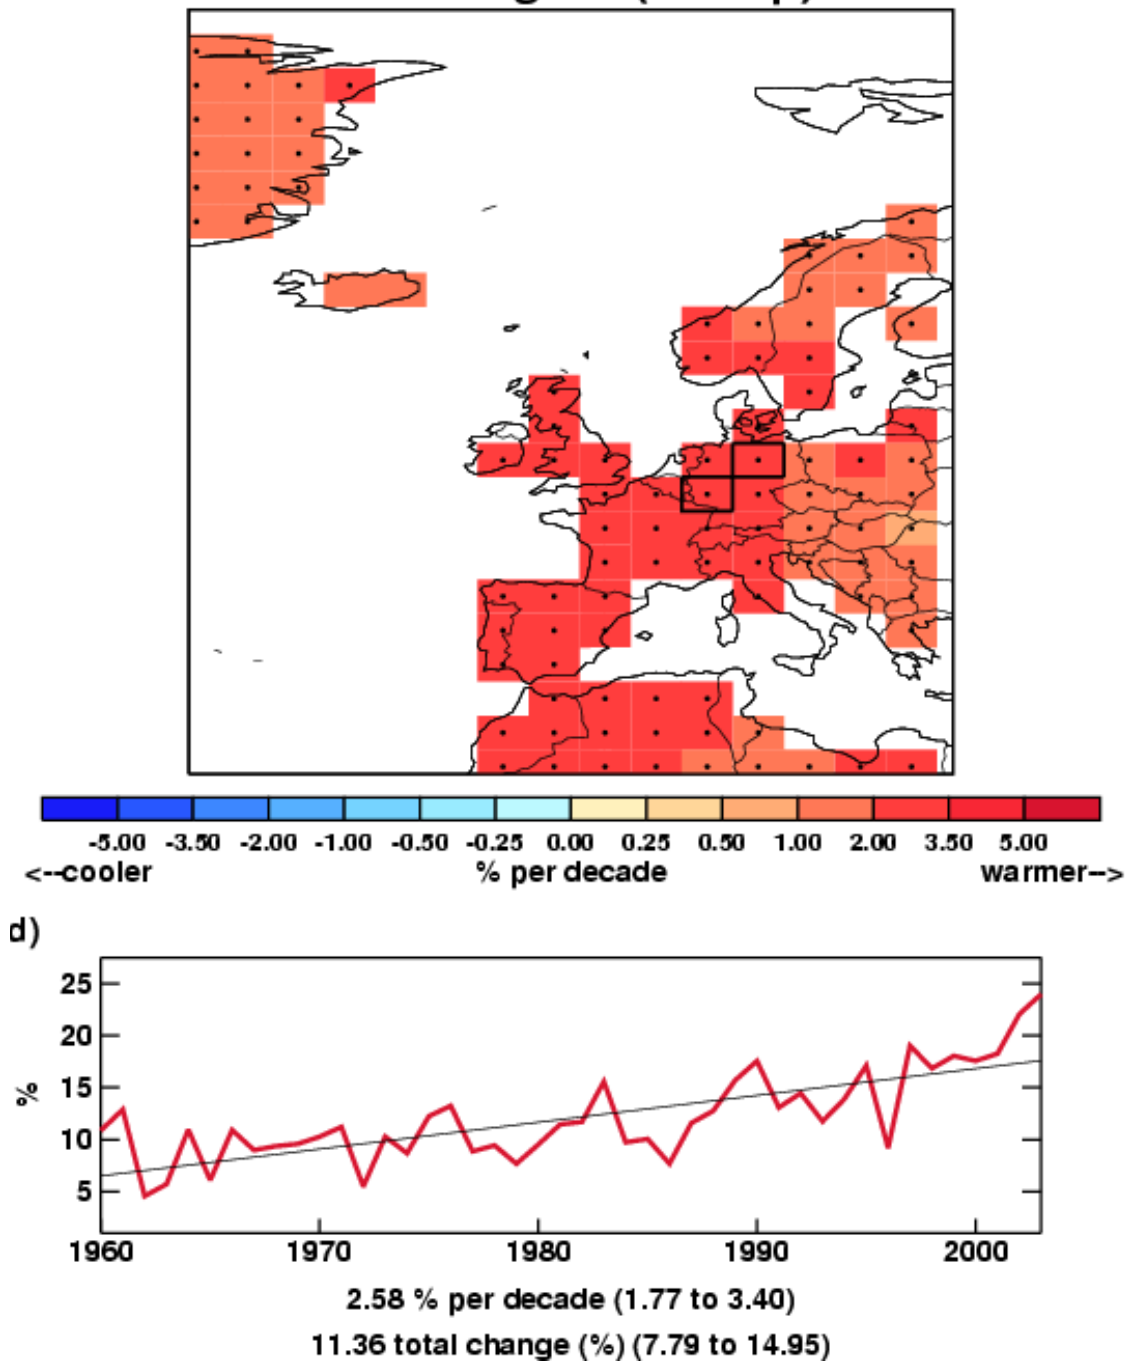 -5.00 -3.50 -2.00 -1.00 -0.50 -0.25 0.00 0.25 0.50 1.00 2.00 3.50 5.00
<--cooler % per decade warmer-->
d)
25
20
15
10
5
%
1960 1970 1980 1990 2000
2.58 % per decade (1.77 to 3.40)
11.36 total change (%) (7.79 to 14.95)